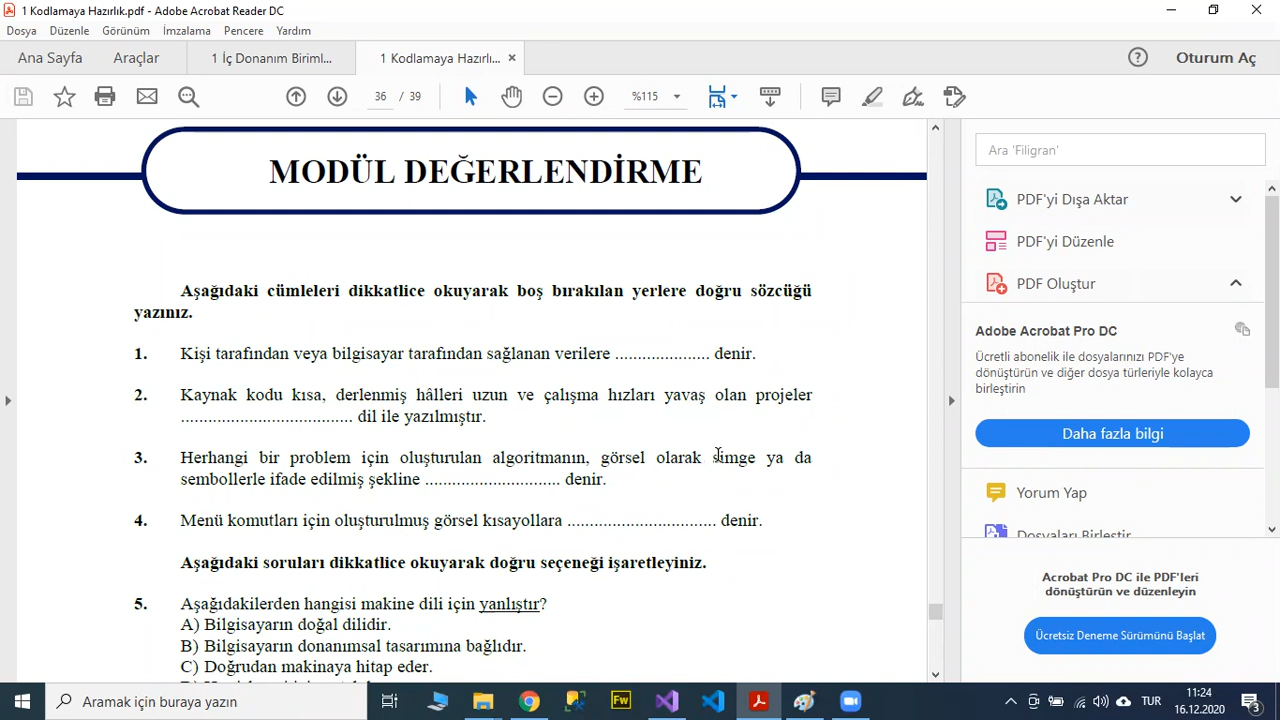 1 Kodlamaya Hazırlık.pdf - Adobe Acrobat Reader DC
Dosya Düzenle Görünüm İmzalama Pencere Yardım
Ana Sayfa Araçlar 1 İç Donanım Biriml... 1 Kodlamaya Hazırlı... × ? Oturum Aç
36 / 39 %115
MODÜL DEĞERLENDİRME
Aşağıdaki cümleleri dikkatlice okuyarak boş bırakılan yerlere doğru sözcüğü
yazınız.
1. Kişi tarafından veya bilgisayar tarafından sağlanan verilere ..................... denir.
2. Kaynak kodu kısa, derlenmiş hâlleri uzun ve çalışma hızları yavaş olan projeler
...................................... dil ile yazılmıştır.
3. Herhangi bir problem için oluşturulan algoritmanın, görsel olarak simge ya da
sembollerle ifade edilmiş şekline .............................. denir.
4. Menü komutları için oluşturulmuş görsel kısayollara ................................. denir.
Aşağıdaki soruları dikkatlice okuyarak doğru seçeneği işaretleyiniz.
5. Aşağıdakilerden hangisi makine dili için yanlıştır?
A) Bilgisayarın doğal dilidir.
B) Bilgisayarın donanımsal tasarımına bağlıdır.
C) Doğrudan makinaya hitap eder.
Ara 'Filigran'
PDF'yi Dışa Aktar
PDF'yi Düzenle
PDF Oluştur
Adobe Acrobat Pro DC
Ücretli abonelik ile dosyalarınızı PDF'ye
dönüştürün ve diğer dosya türleriyle kolayca
birleştirin
Daha fazla bilgi
Yorum Yap
Dosyaları Birleştir
Acrobat Pro DC ile PDF'leri
dönüştürün ve düzenleyin
Ücretsiz Deneme Sürümünü Başlat
Aramak için buraya yazın
Fw
TUR
11:24
16.12.2020
3